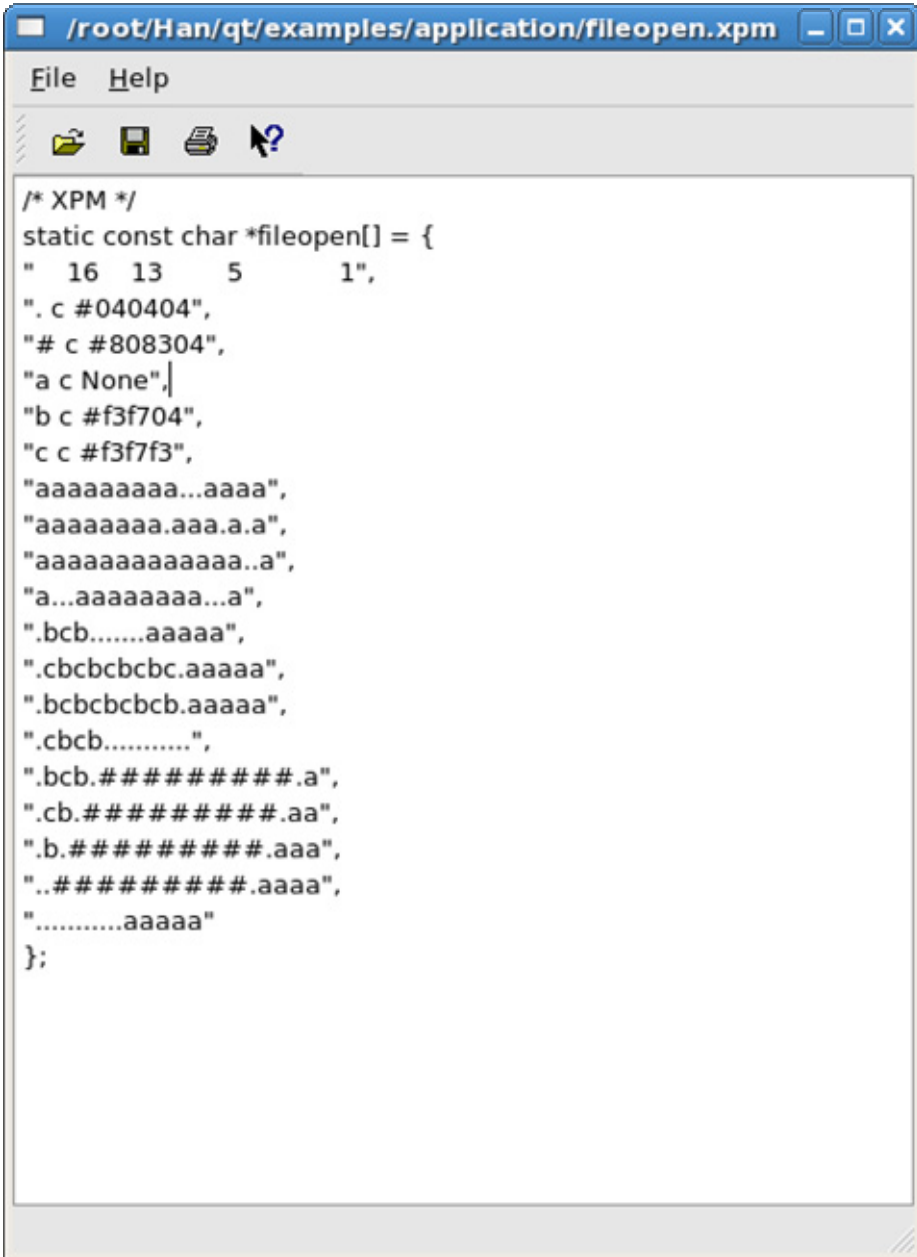 /root/Han/qt/examples/application/fileopen.xpm
File Help
/* XPM */
static const char *fileopen[] = {
"    16    13        5            1",
". c #040404",
"# c #808304",
"a c None",
"b c #f3f704",
"c c #f3f7f3",
"aaaaaaaaa...aaaa",
"aaaaaaaa.aaa.a.a",
"aaaaaaaaaaaaa..a",
"a...aaaaaaaa...a",
".bcb.......aaaaa",
".cbcbcbcbc.aaaaa",
".bcbcbcbcb.aaaaa",
".cbcb...........",
".bcb.#########.a",
".cb.#########.aa",
".b.#########.aaa",
"..#########.aaaa",
"...........aaaaa"
};